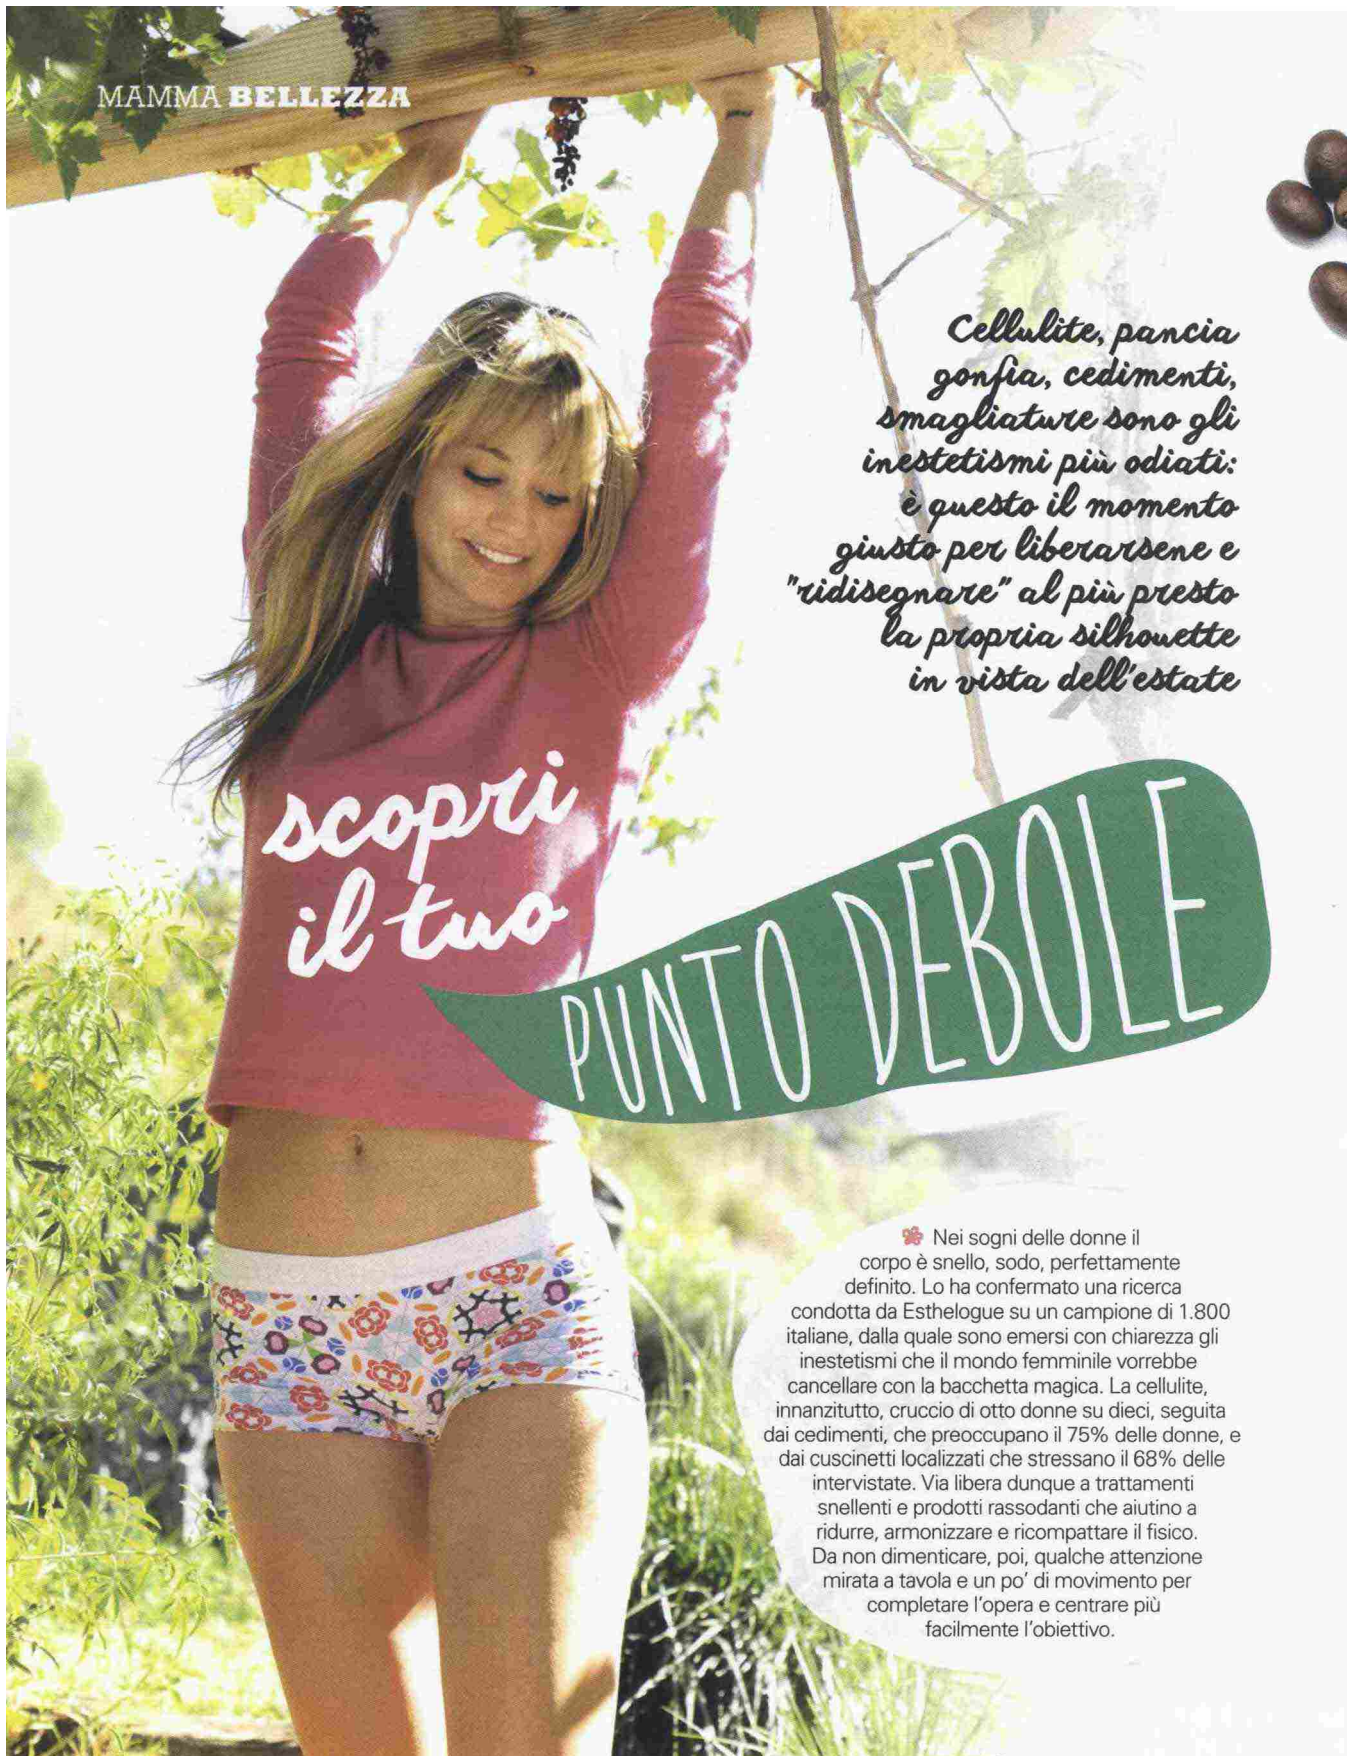 MAMMA BELLEZZA
Cellulite, pancia
gonfia, cedimenti,
smagliature sono gli
inestetismi più odiati:
è questo il momento
giusto per liberarsene e
"ridisegnare" al più presto
la propria silhouette
in vista dell'estate
scopri
il tuo
PUNTO DEBOLE
Nei sogni delle donne il
corpo è snello, sodo, perfettamente
definito. Lo ha confermato una ricerca
condotta da Esthelogue su un campione di 1.800
italiane, dalla quale sono emersi con chiarezza gli
inestetismi che il mondo femminile vorrebbe
cancellare con la bacchetta magica. La cellulite,
innanzitutto, cruccio di otto donne su dieci, seguita
dai cedimenti, che preoccupano il 75% delle donne, e
dai cuscinetti localizzati che stressano il 68% delle
intervistate. Via libera dunque a trattamenti
snellenti e prodotti rassodanti che aiutino a
ridurre, armonizzare e ricompattare il fisico.
Da non dimenticare, poi, qualche attenzione
mirata a tavola e un po' di movimento per
completare l'opera e centrare più
facilmente l'obiettivo.